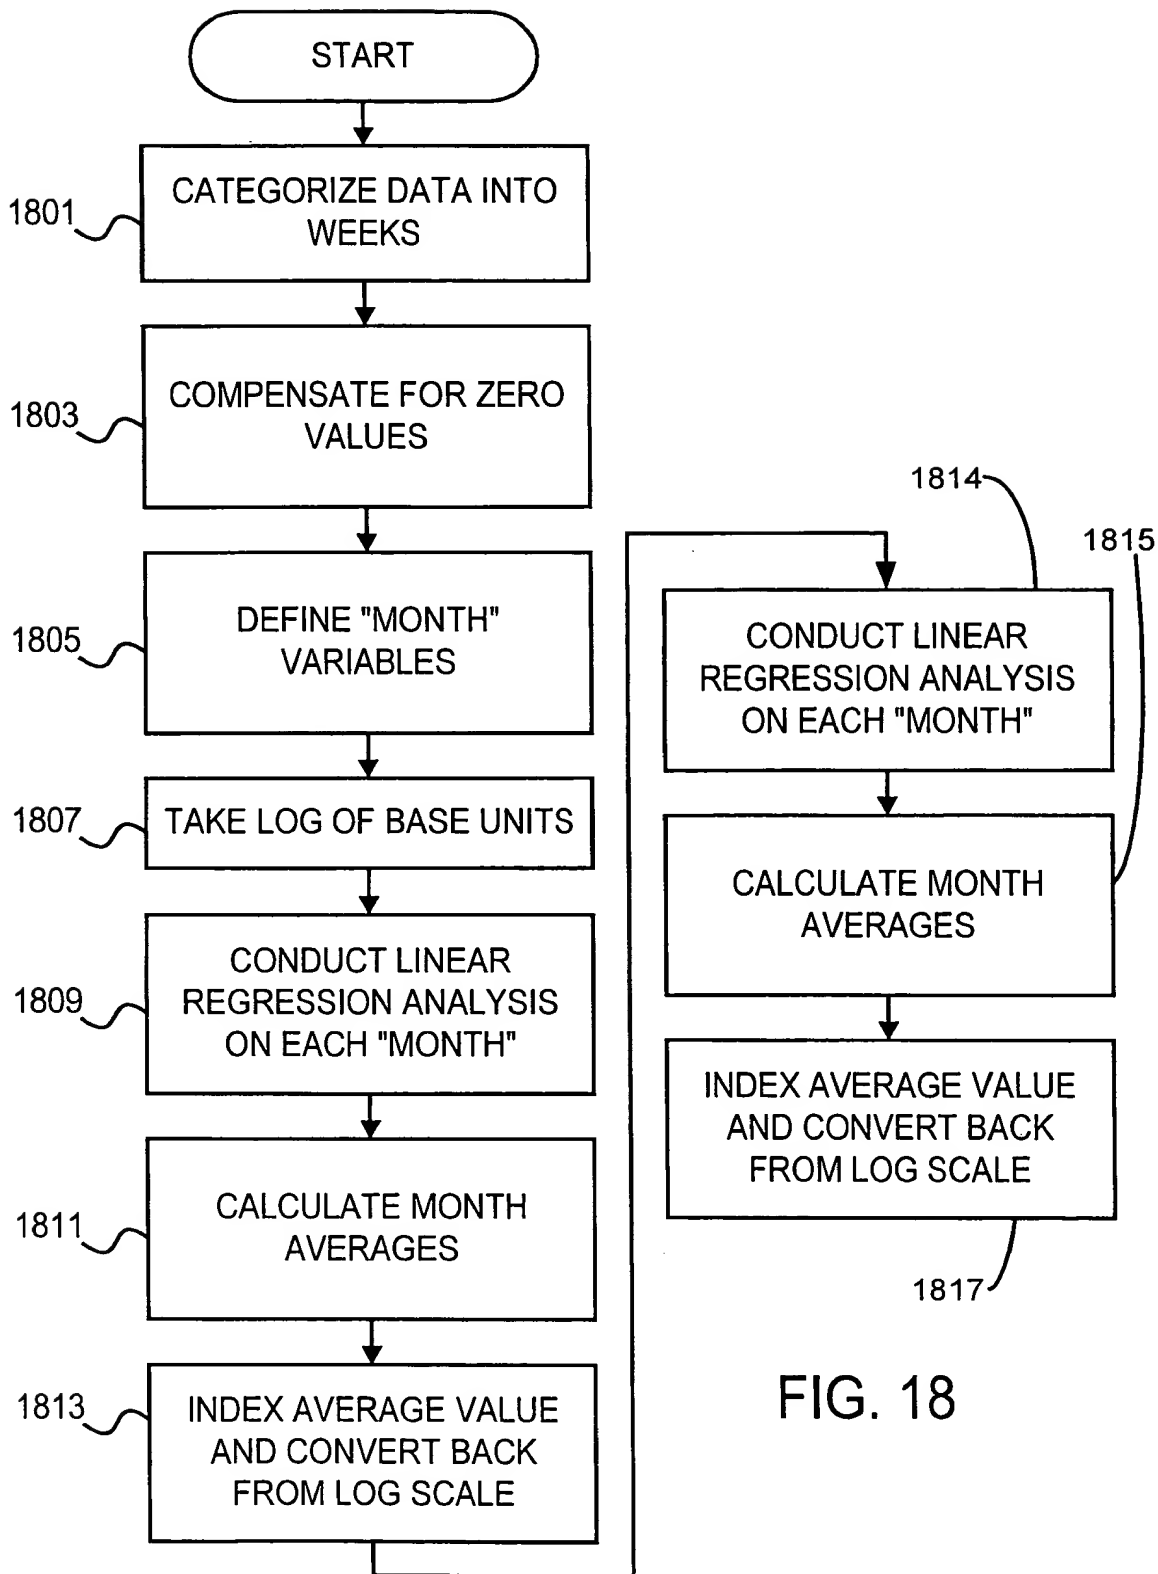 START
1801
CATEGORIZE DATA INTO
WEEKS
1803
COMPENSATE FOR ZERO
VALUES
1805
DEFINE "MONTH"
VARIABLES
1807
TAKE LOG OF BASE UNITS
1809
CONDUCT LINEAR
REGRESSION ANALYSIS
ON EACH "MONTH"
1811
CALCULATE MONTH
AVERAGES
1813
INDEX AVERAGE VALUE
AND CONVERT BACK
FROM LOG SCALE
1814
CONDUCT LINEAR
REGRESSION ANALYSIS
ON EACH "MONTH"
1815
CALCULATE MONTH
AVERAGES
INDEX AVERAGE VALUE
AND CONVERT BACK
FROM LOG SCALE
1817
FIG. 18